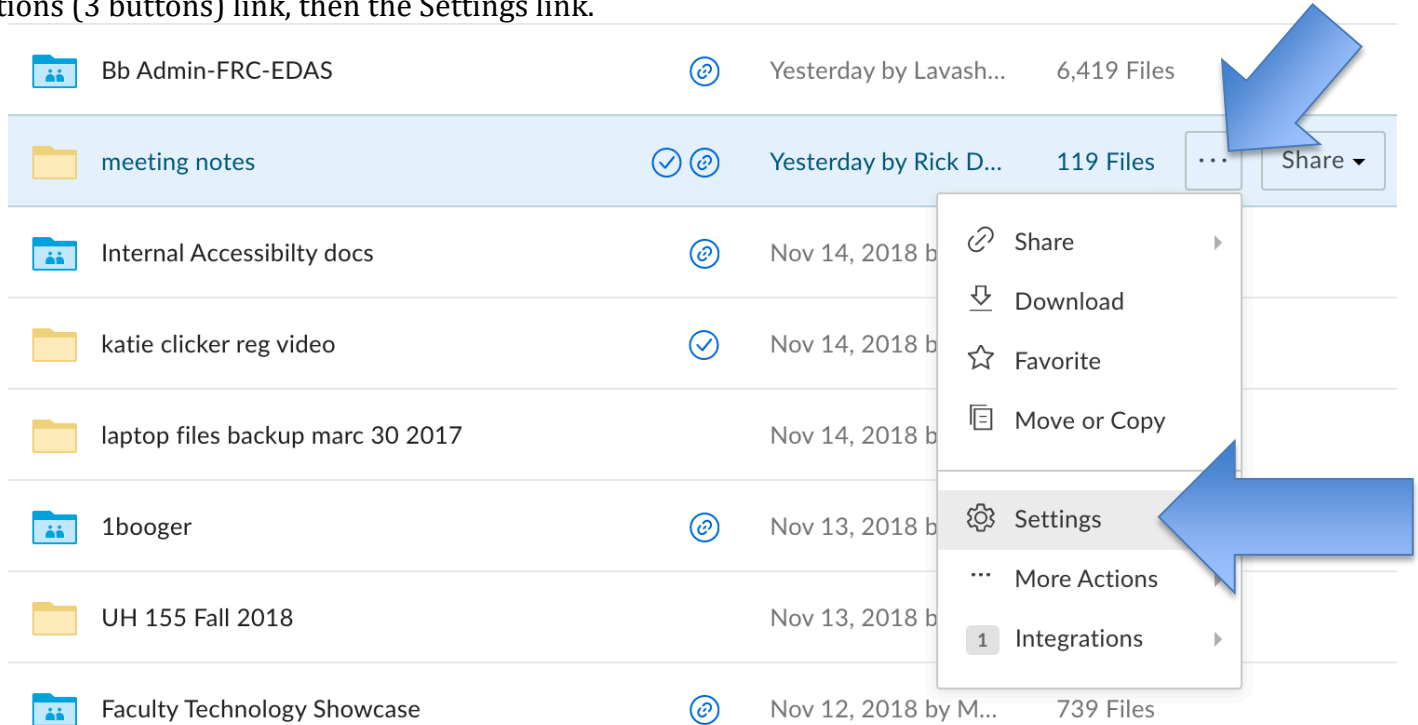 tions (3 buttons) link, then the Settings link.
Bb Admin-FRC-EDAS Yesterday by Lavash... 6,419 Files
meeting notes Yesterday by Rick D... 119 Files ... Share
Internal Accessibilty docs Nov 14, 2018 b
Share
Download
katie clicker reg video Nov 14, 2018 b
Favorite
Move or Copy
laptop files backup marc 30 2017 Nov 14, 2018 b
1booger Nov 13, 2018 b
Settings
... More Actions
UH 155 Fall 2018 Nov 13, 2018 b
1 Integrations
Faculty Technology Showcase Nov 12, 2018 by M... 739 Files